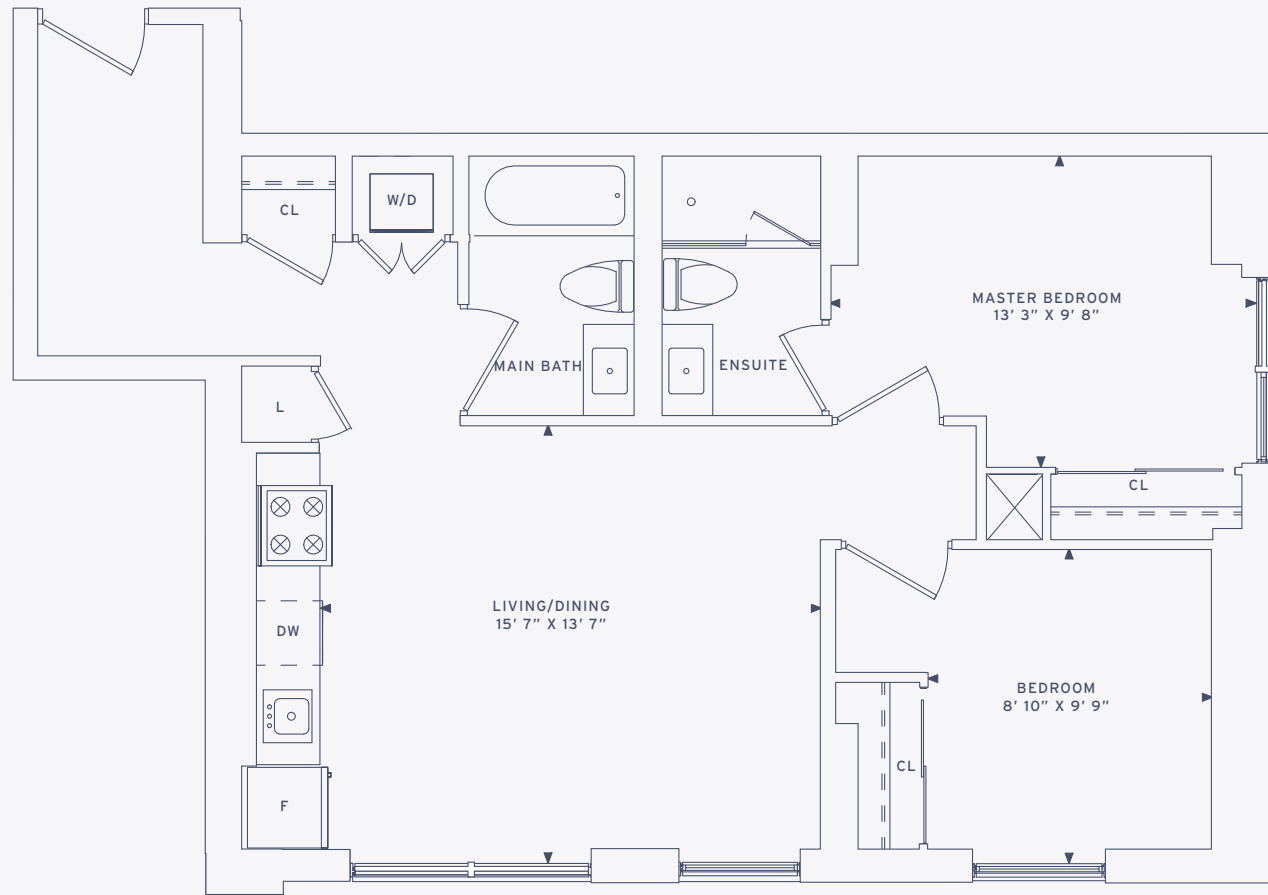 CL
W/D
MASTER BEDROOM
13' 3" X 9' 8"
MAIN BATH
ENSUITE
L
CL
LIVING/DINING
15' 7" X 13' 7"
DW
BEDROOM
8' 10" X 9' 9"
CL
F